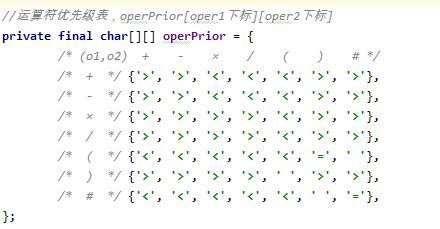 //运算符优先级表，operPrior[oper1下标][oper2下标]
private final char[][] operPrior = {
/* (o1,o2) + - × / ( ) # */
/* + */ {'>', '>', '<', '<', '<', '>', '>'},
/* - */ {'>', '>', '<', '<', '<', '>', '>'},
/* × */ {'>', '>', '>', '>', '<', '>', '>'},
/* / */ {'>', '>', '>', '>', '<', '>', '>'},
/* ( */ {'<', '<', '<', '<', '<', '=', ' '},
/* ) */ {'>', '>', '>', '>', ' ', '>', '>'},
/* # */ {'<', '<', '<', '<', '<', ' ', '='},
};